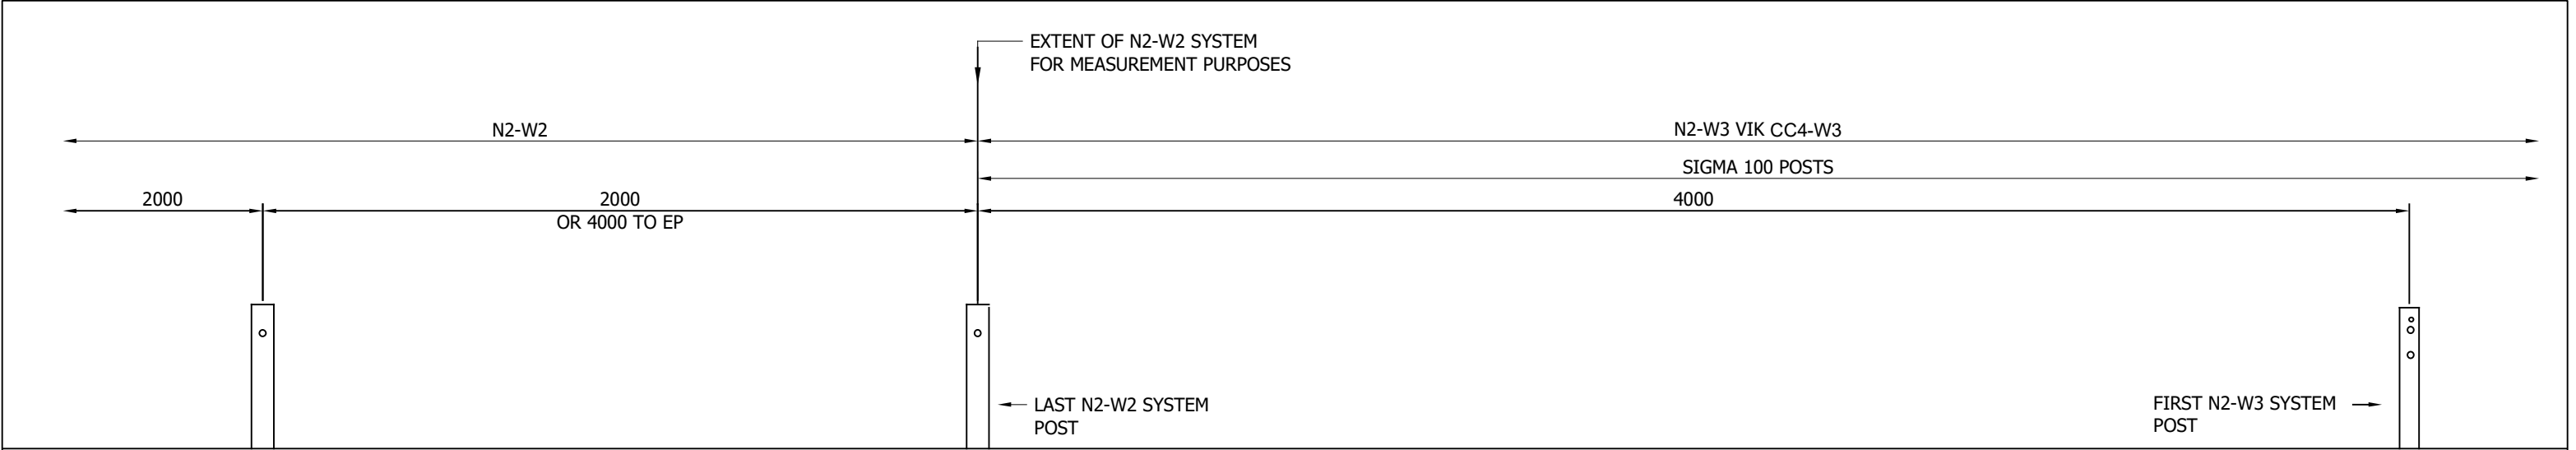 EXTENT OF N2-W2 SYSTEM
FOR MEASUREMENT PURPOSES
N2-W2
N2-W3 VIK CC4-W3
SIGMA 100 POSTS
2000
2000
OR 4000 TO EP
4000
LAST N2-W2 SYSTEM
POST
FIRST N2-W3 SYSTEM
POST